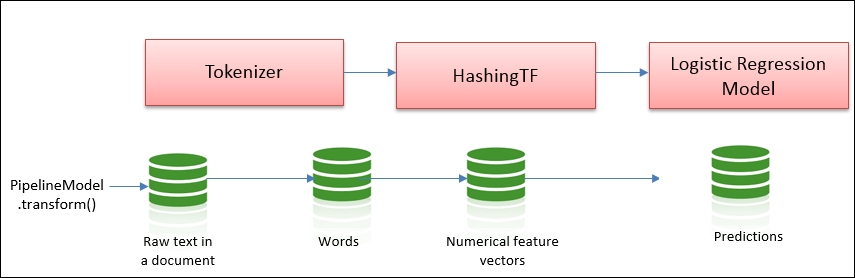 Tokenizer
HashingTF
Logistic Regression
Model
PipelineModel
.transform()
Raw text in
a document
Words
Numerical feature
vectors
Predictions